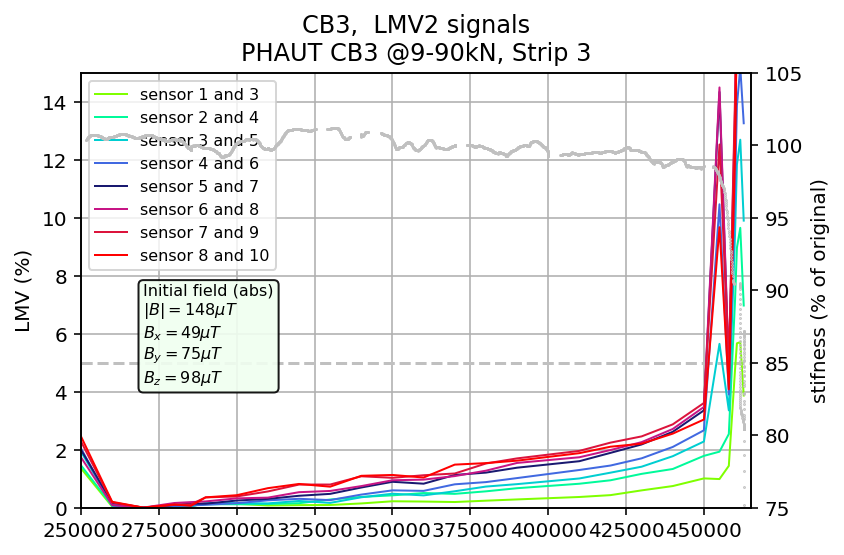 CB3,  LMV2 signals
PHAUT CB3 @9-90kN, Strip 3
LMV (%)
14
12
10
8
6
4
2
0
sensor 1 and 3
sensor 2 and 4
sensor 3 and 5
sensor 4 and 6
sensor 5 and 7
sensor 6 and 8
sensor 7 and 9
sensor 8 and 10
Initial field (abs)
|B| = 148μT
Bx = 49μT
By = 75μT
Bz = 98μT
105
100
95
90
85
80
75
stifness (% of original)
250000 275000 300000 325000 350000 375000 400000 425000 450000